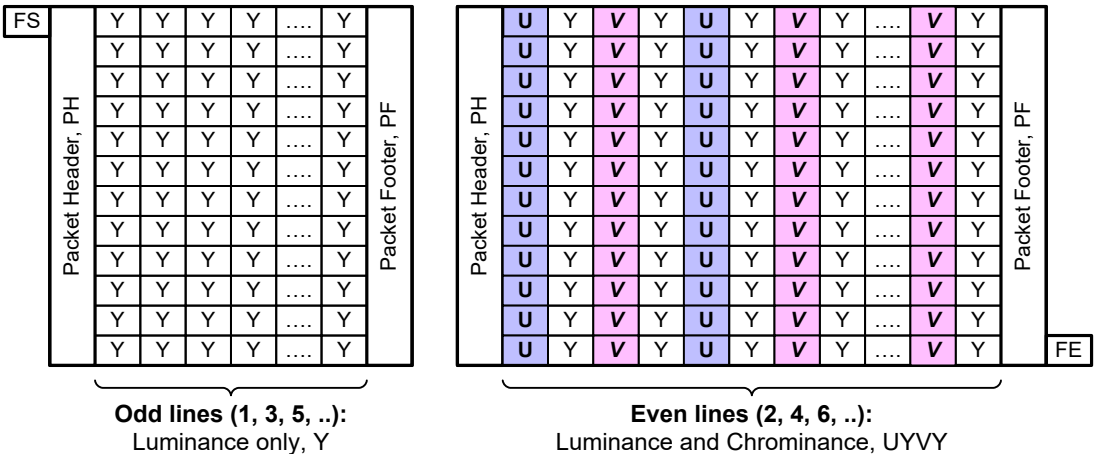 FS
Packet Header, PH
Y Y Y Y .... Y
Y Y Y Y .... Y
Y Y Y Y .... Y
Y Y Y Y .... Y
Y Y Y Y .... Y
Y Y Y Y .... Y
Y Y Y Y .... Y
Y Y Y Y .... Y
Y Y Y Y .... Y
Y Y Y Y .... Y
Y Y Y Y .... Y
Y Y Y Y .... Y
Packet Footer, PF
Odd lines (1, 3, 5, ..):
Luminance only, Y
Packet Header, PH
U Y V Y U Y V Y .... V Y
U Y V Y U Y V Y .... V Y
U Y V Y U Y V Y .... V Y
U Y V Y U Y V Y .... V Y
U Y V Y U Y V Y .... V Y
U Y V Y U Y V Y .... V Y
U Y V Y U Y V Y .... V Y
U Y V Y U Y V Y .... V Y
U Y V Y U Y V Y .... V Y
U Y V Y U Y V Y .... V Y
U Y V Y U Y V Y .... V Y
U Y V Y U Y V Y .... V Y
Packet Footer, PF
FE
Even lines (2, 4, 6, ..):
Luminance and Chrominance, UYVY